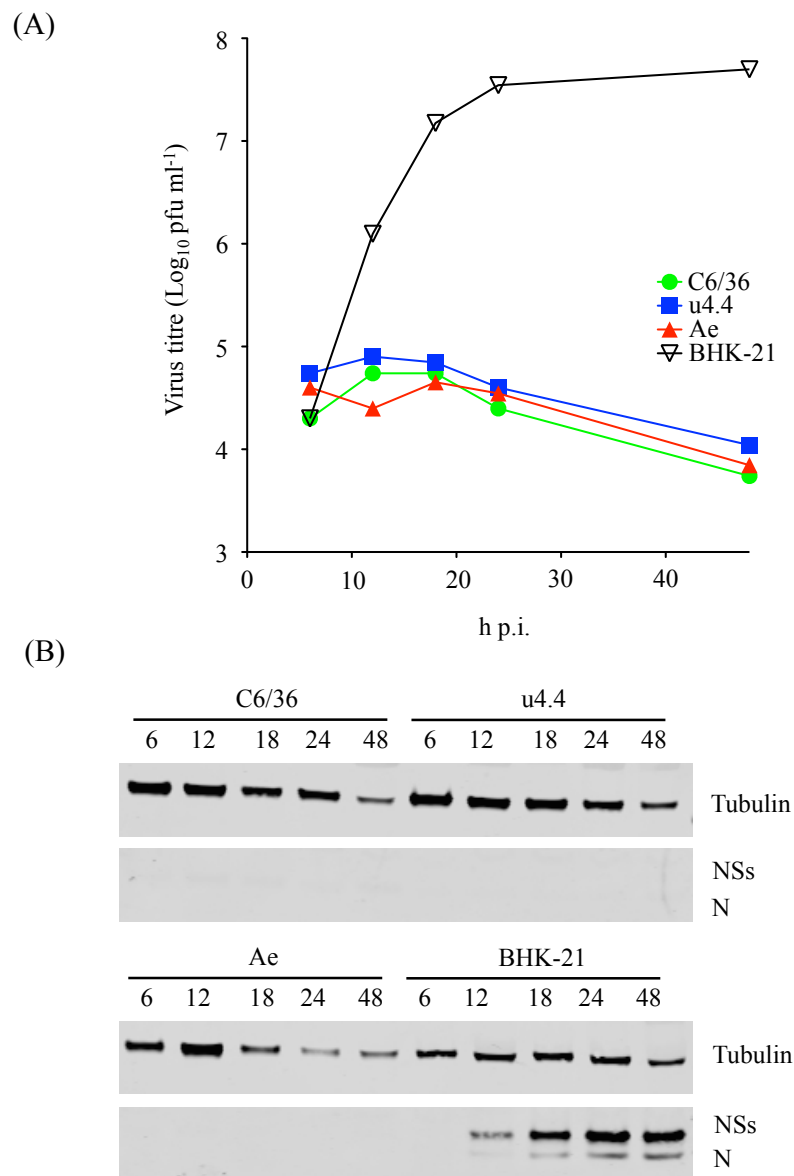 (A)
8
7
6
5
4
3
Virus titre (Log10 pfu ml-1)
0 10 20 30 40
h p.i.
C6/36
u4.4
Ae
BHK-21
(B)
C6/36 u4.4
6 12 18 24 48 6 12 18 24 48
Tubulin
NSs
N
Ae BHK-21
6 12 18 24 48 6 12 18 24 48
Tubulin
NSs
N